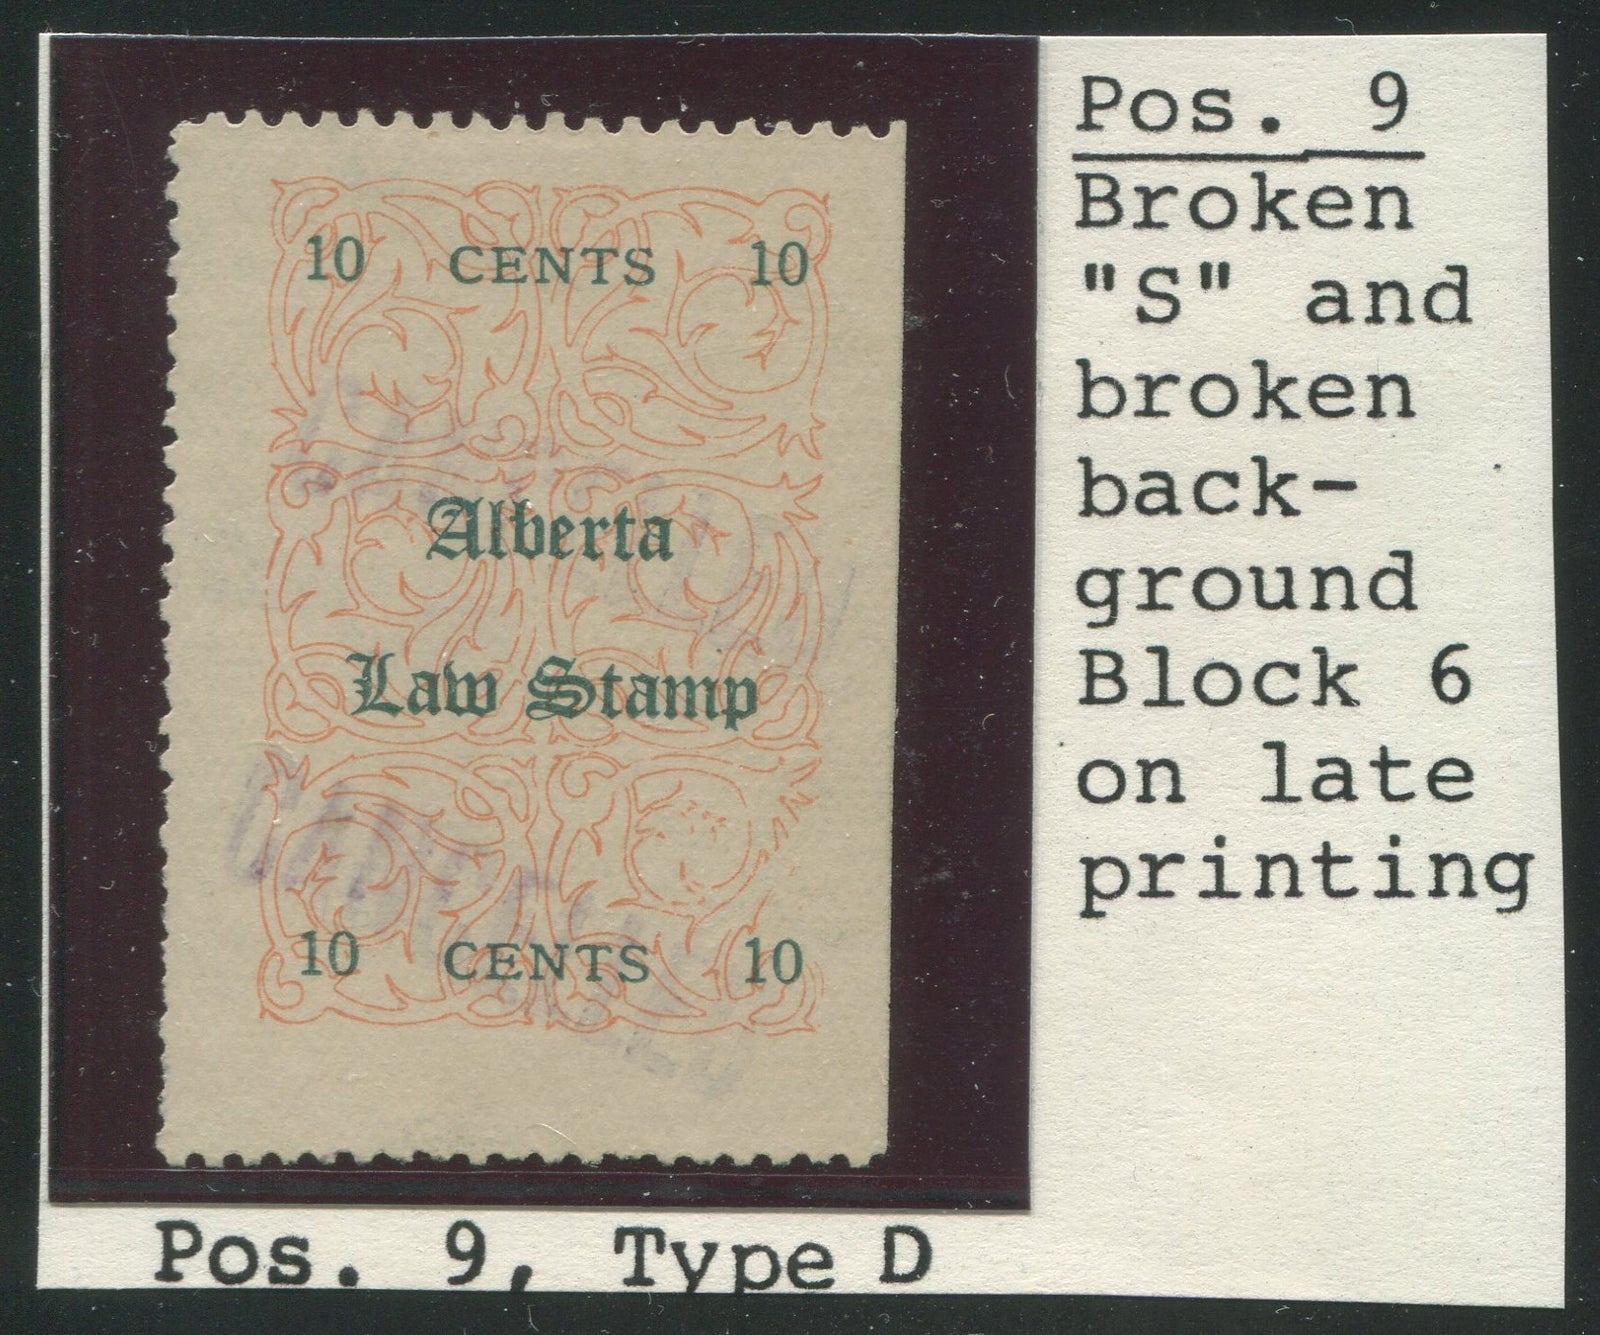 10 CENTS 10
Alberta
Law Stamp
10 CENTS 10
Pos. 9
Broken
"S" and
broken
back-
ground
Block 6
on late
printing
Pos. 9, Type D